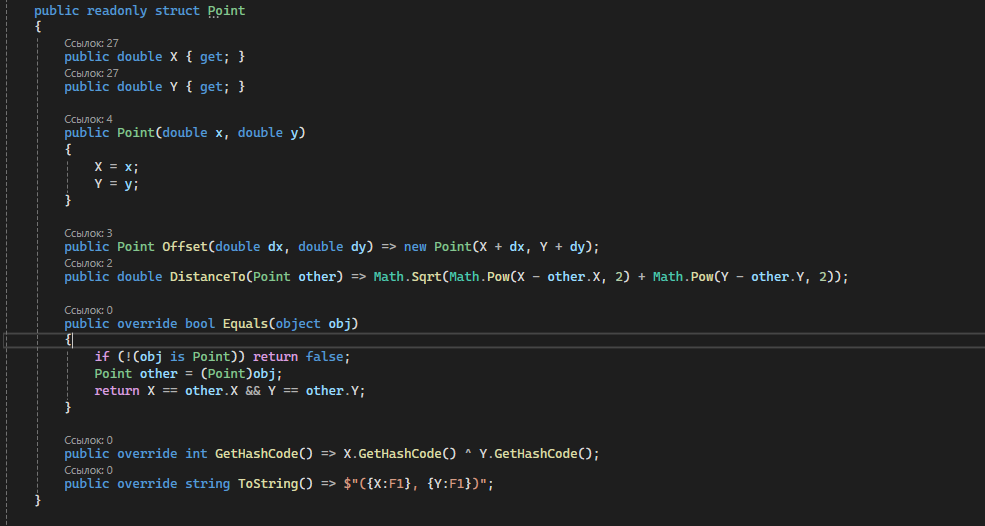 public readonly struct Point
{
Ссылок: 27
public double X { get; }
Ссылок: 27
public double Y { get; }
Ссылок: 4
public Point(double x, double y)
{
X = x;
Y = y;
}
Ссылок: 3
public Point Offset(double dx, double dy) => new Point(X + dx, Y + dy);
Ссылок: 2
public double DistanceTo(Point other) => Math.Sqrt(Math.Pow(X - other.X, 2) + Math.Pow(Y - other.Y, 2));
Ссылок: 0
public override bool Equals(object obj)
{
if (!(obj is Point)) return false;
Point other = (Point)obj;
return X == other.X && Y == other.Y;
}
Ссылок: 0
public override int GetHashCode() => X.GetHashCode() ^ Y.GetHashCode();
Ссылок: 0
public override string ToString() => $"({X:F1}, {Y:F1})";
}